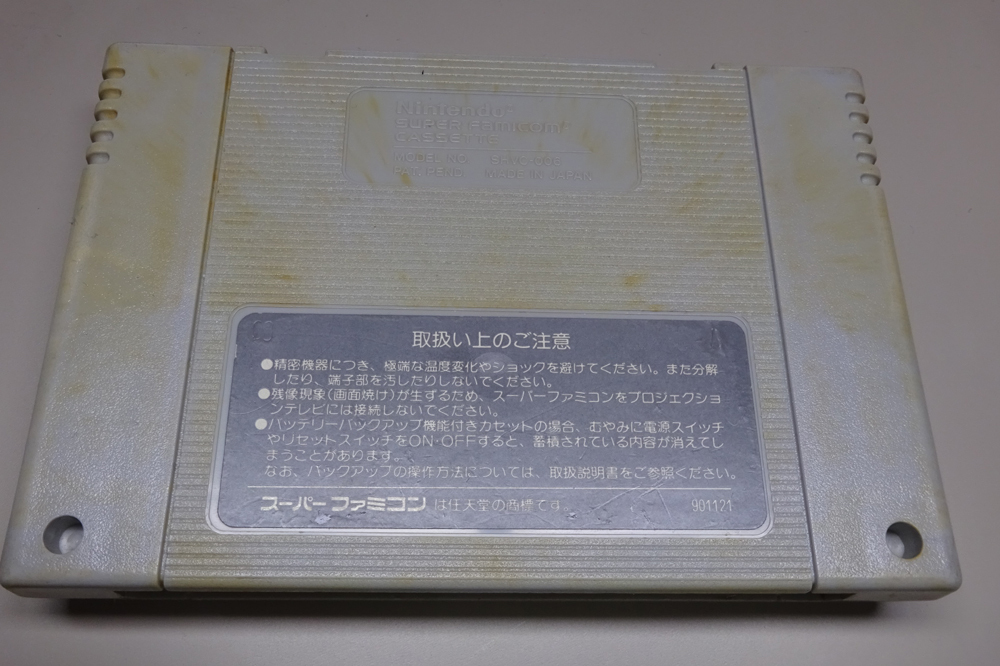 Nintendo
SUPER FAMICOM
CASSETTE
MODEL NO. SHVC-006
PAT. PEND. MADE IN JAPAN
取扱い上のご注意
●精密機器につき、極端な温度変化やショックを避けてください。また分解
したり、端子部を汚したりしないでください。
●残像現象(画面焼け)が生ずるため、スーパーファミコンをプロジェクショ
ンテレビには接続しないでください。
●バッテリーバックアップ機能付きカセットの場合、むやみに電源スイッチ
やリセットスイッチをON・OFFすると、蓄積されている内容が消えてし
まうことがあります。
なお、バックアップの操作方法については、取扱説明書をご参照ください。
スーパーファミコン は任天堂の商標です 901121